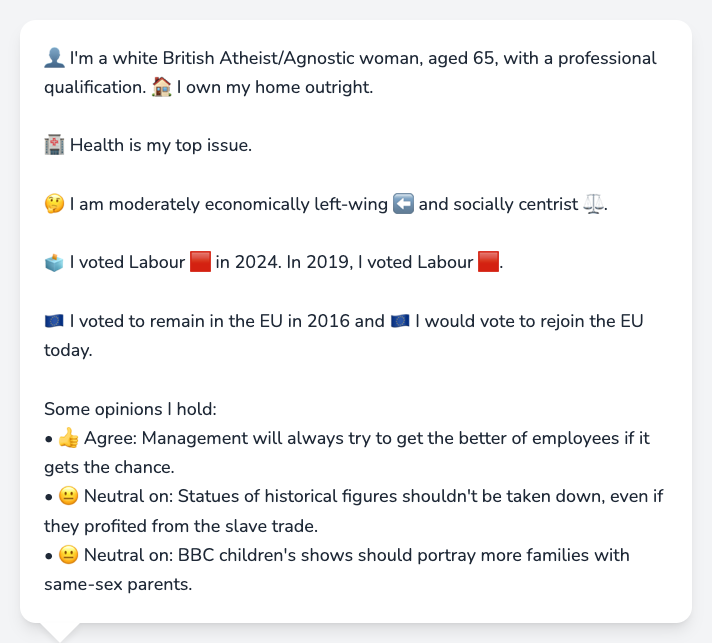 👤 I'm a white British Atheist/Agnostic woman, aged 65, with a professional
qualification. 🏠 I own my home outright.
🏥 Health is my top issue.
🤔 I am moderately economically left-wing ⬅️ and socially centrist ⚖️.
🗳️ I voted Labour 🟥 in 2024. In 2019, I voted Labour 🟥.
🇪🇺 I voted to remain in the EU in 2016 and 🇪🇺 I would vote to rejoin the EU
today.
Some opinions I hold:
• 👍 Agree: Management will always try to get the better of employees if it
gets the chance.
• 😐 Neutral on: Statues of historical figures shouldn't be taken down, even if
they profited from the slave trade.
• 😐 Neutral on: BBC children's shows should portray more families with
same-sex parents.